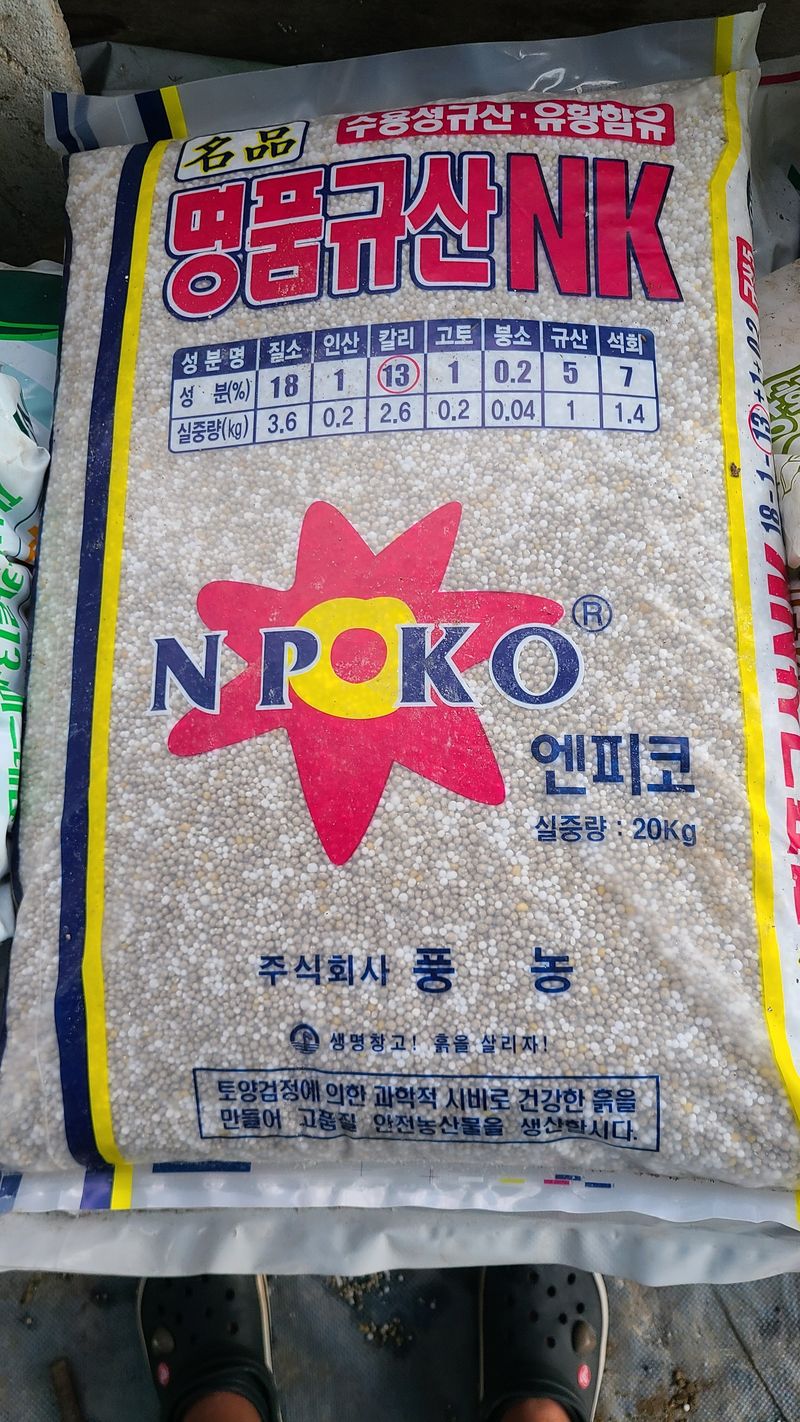 名品
수용성규산·유황함유
명품규산NK
성분명 질소 인산 칼리 고토 붕소 규산 석회
성 분(%) 18 1 13 1 0.2 5 7
실중량(kg) 3.6 0.2 2.6 0.2 0.04 1 1.4
NPOKO®
엔피코
실중량 : 20Kg
주식회사 풍 농
생명창고! 흙을 살리자!
토양검정에 의한 과학적 시비로 건강한 흙을
만들어 고품질 안전농산물을 생산합시다.
18-1-13+1+0.2